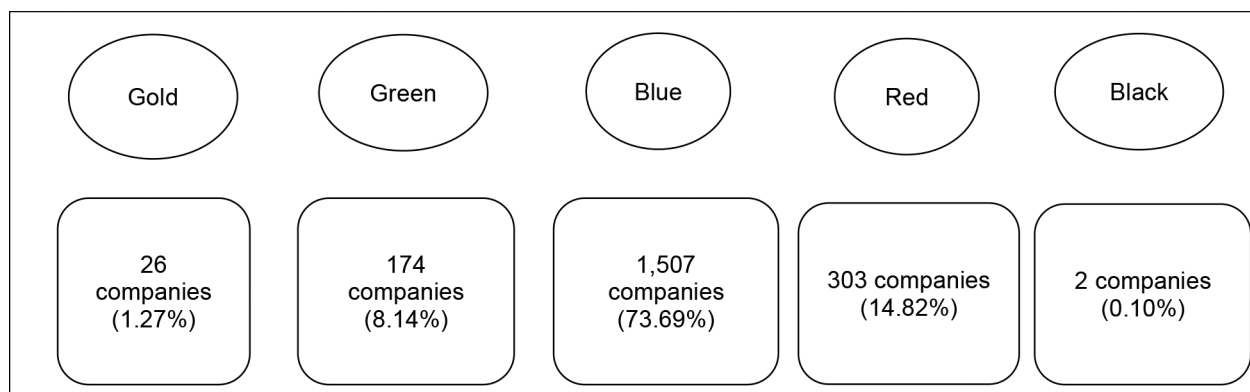 Gold
Green
Blue
Red
Black
26
companies
(1.27%)
174
companies
(8.14%)
1,507
companies
(73.69%)
303 companies
(14.82%)
2 companies
(0.10%)